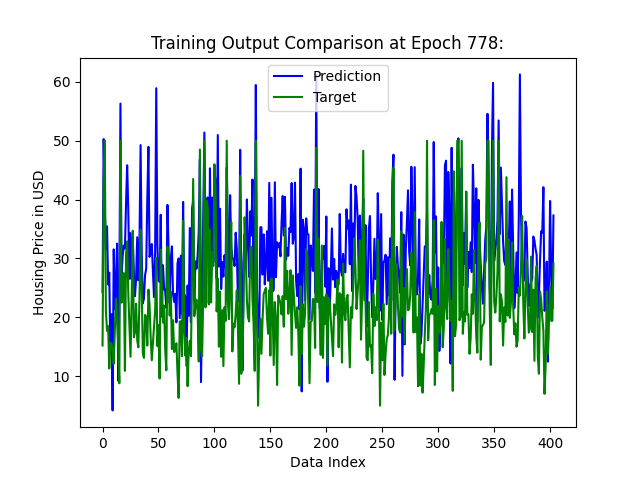 Training Output Comparison at Epoch 778:
Prediction
Target
Housing Price in USD
60
50
40
30
20
10
0 50 100 150 200 250 300 350 400
Data Index